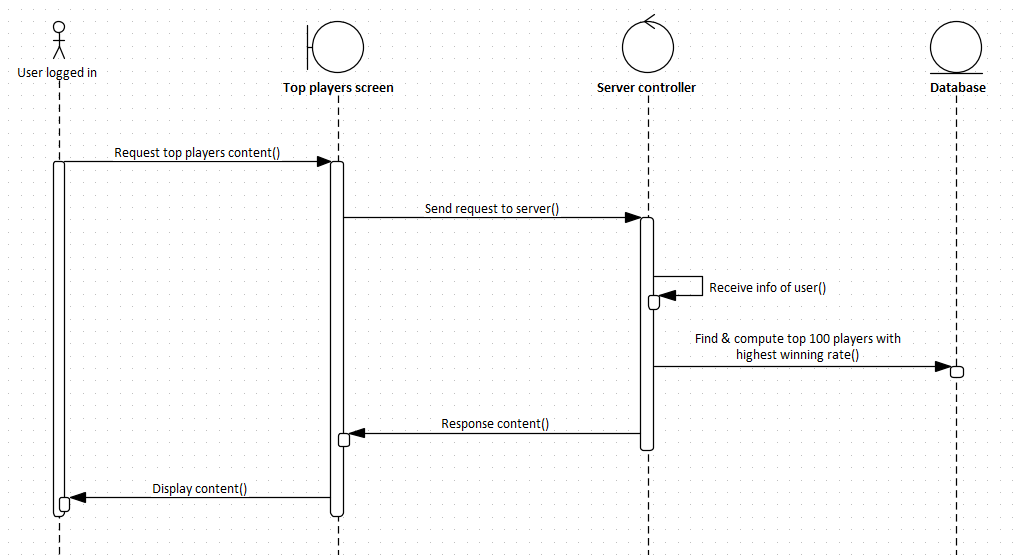 User logged in
Top players screen
Server controller
Database
Request top players content()
Send request to server()
Receive info of user()
Find & compute top 100 players with
highest winning rate()
Response content()
Display content()